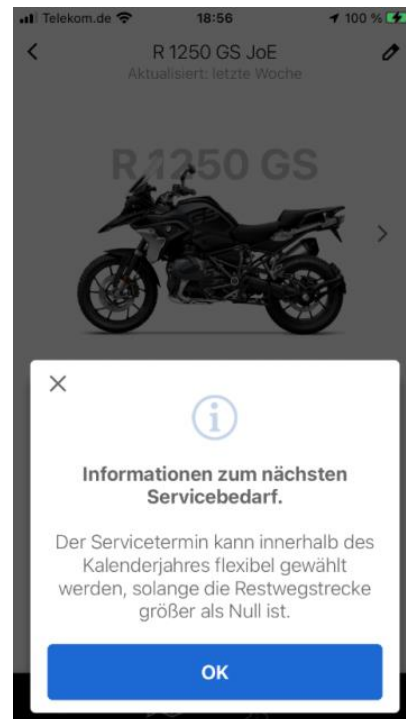 Telekom.de 18:56 100 %
R 1250 GS JoE
Aktualisiert: letzte Woche
R 1250 GS
Informationen zum nächsten
Servicebedarf.
Der Servicetermin kann innerhalb des
Kalenderjahres flexibel gewählt
werden, solange die Restwegstrecke
größer als Null ist.
OK